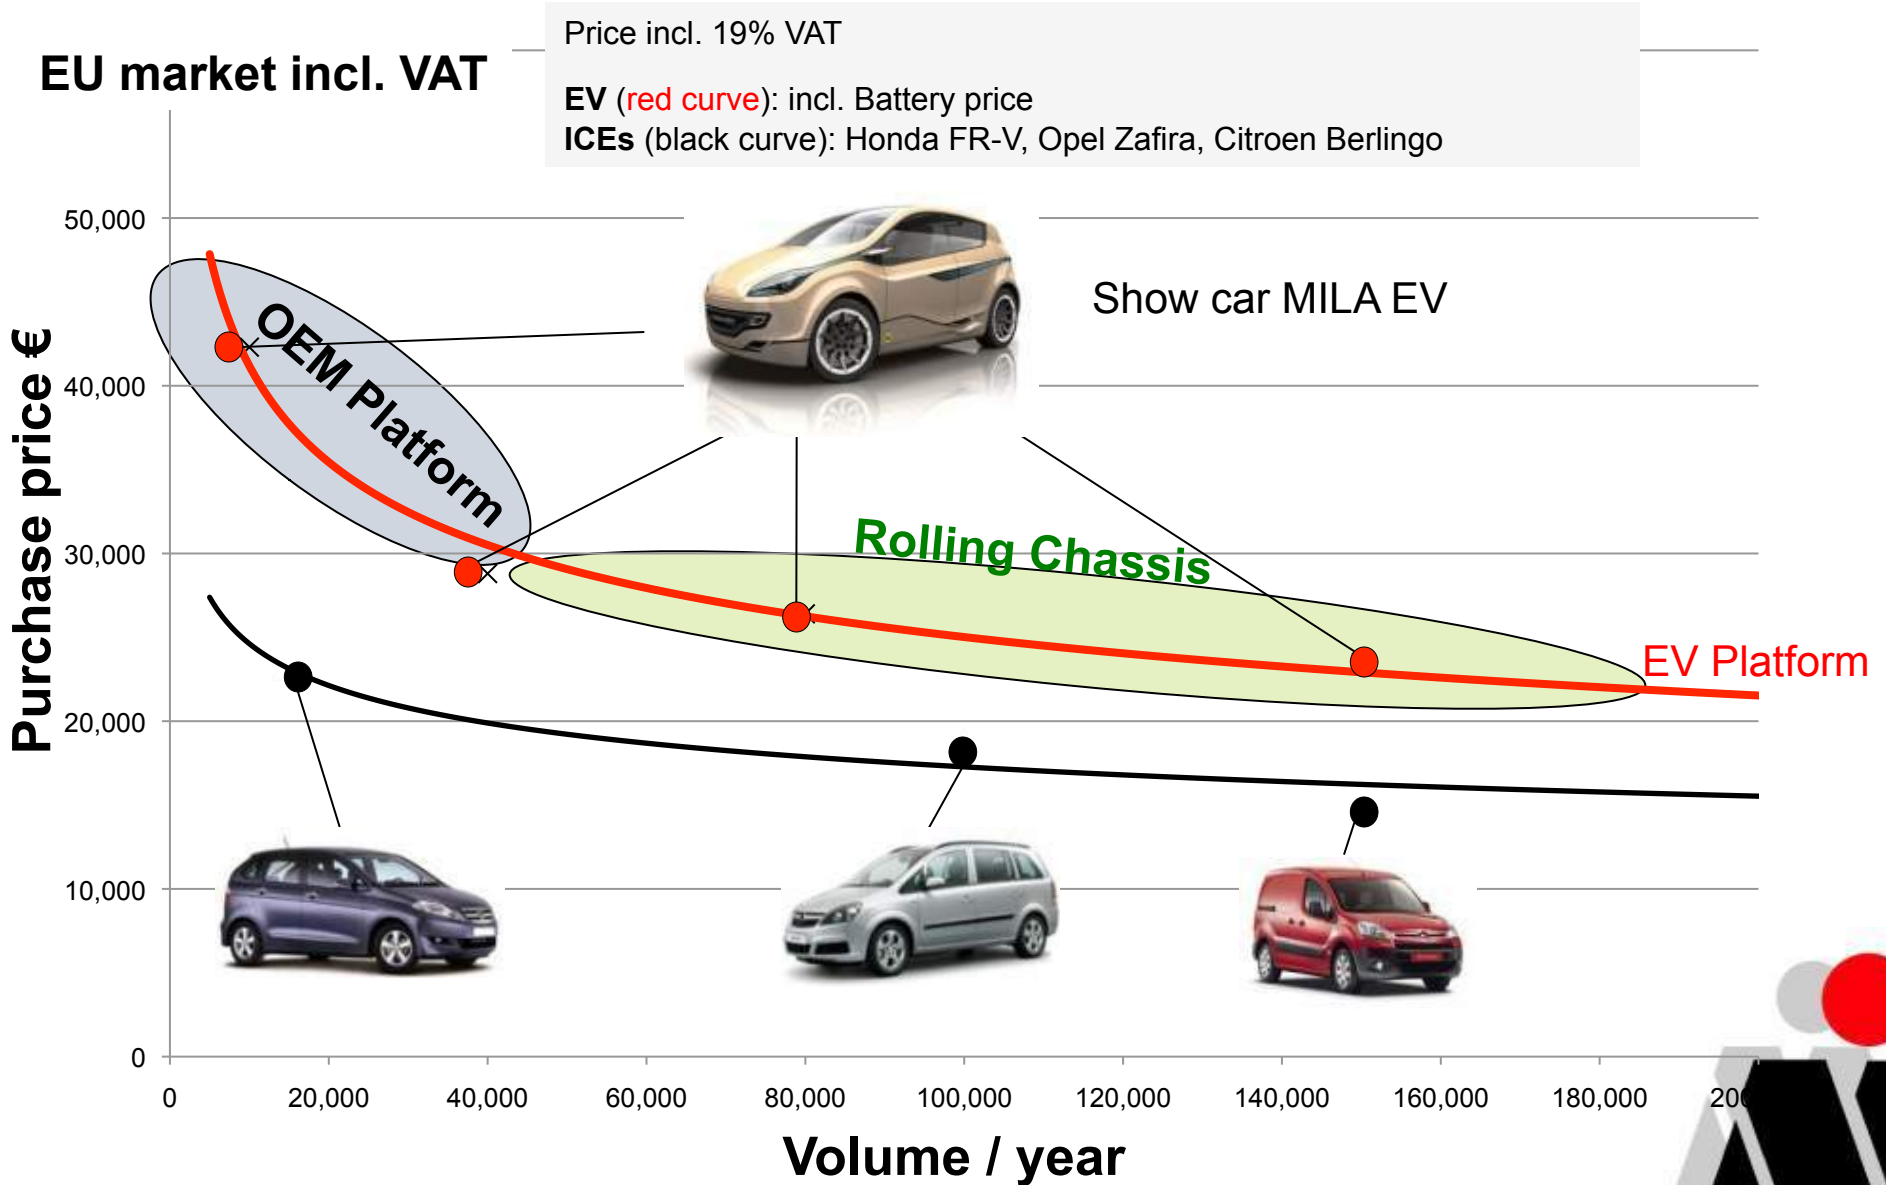 Price incl. 19% VAT
EU market incl. VAT
EV (red curve): incl. Battery price
ICEs (black curve): Honda FR-V, Opel Zafira, Citroen Berlingo
50,000
Show car MILA EV
OEM Platform
40,000
Purchase price €
30,000
Rolling Chassis
EV Platform
20,000
10,000
0
0 20,000 40,000 60,000 80,000 100,000 120,000 140,000 160,000 180,000
Volume / year